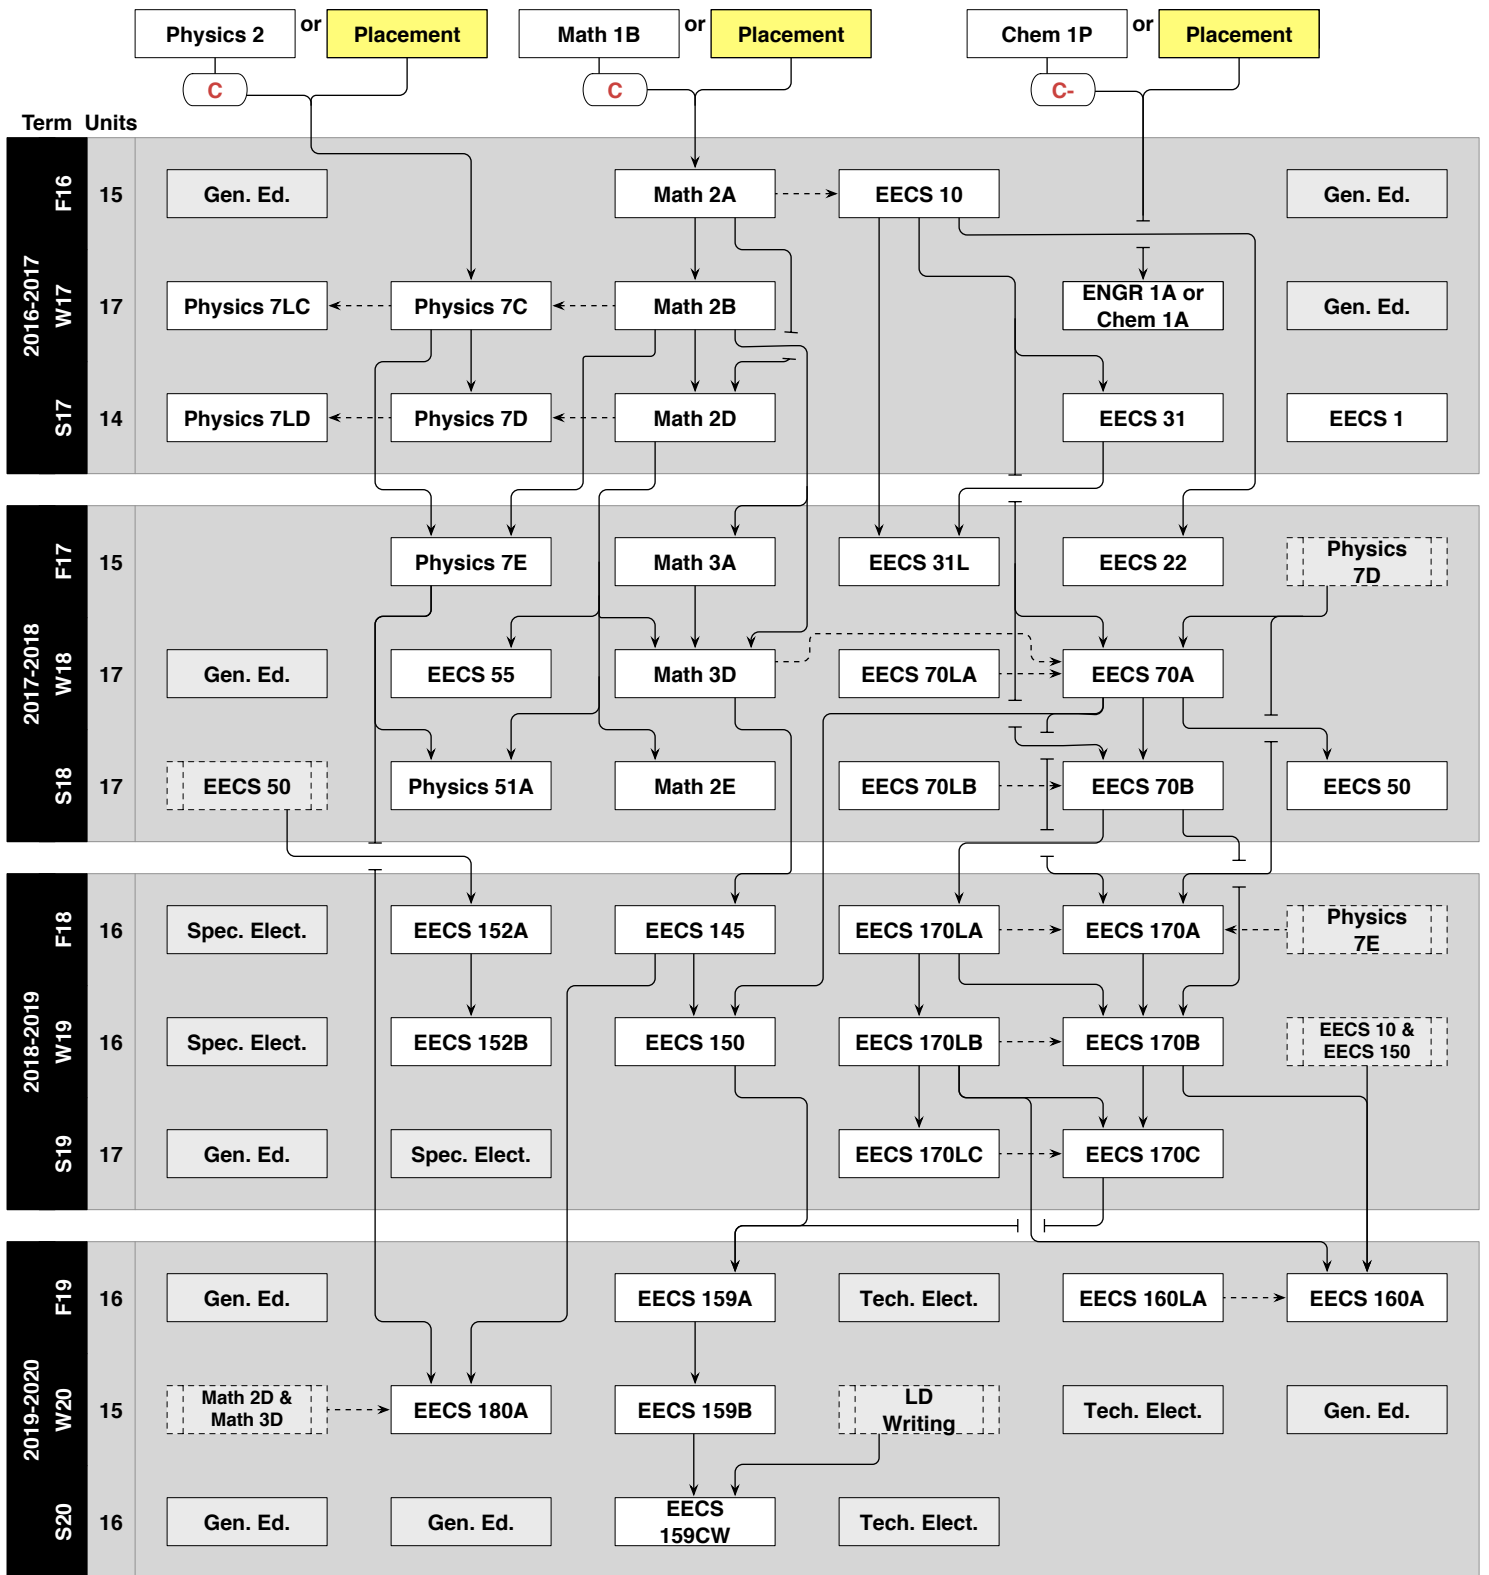 Physics 2 or Placement Math 1B or Placement Chem 1P or Placement
C C C-
Term Units
2016-2017
F16 15 Gen. Ed. Math 2A EECS 10 Gen. Ed.
W17 17 Physics 7LC Physics 7C Math 2B ENGR 1A or Chem 1A Gen. Ed.
S17 14 Physics 7LD Physics 7D Math 2D EECS 31 EECS 1
2017-2018
F17 15 Physics 7E Math 3A EECS 31L EECS 22 Physics 7D
W18 17 Gen. Ed. EECS 55 Math 3D EECS 70LA EECS 70A
S18 17 EECS 50 Physics 51A Math 2E EECS 70LB EECS 70B EECS 50
2018-2019
F18 16 Spec. Elect. EECS 152A EECS 145 EECS 170LA EECS 170A Physics 7E
W19 16 Spec. Elect. EECS 152B EECS 150 EECS 170LB EECS 170B EECS 10 & EECS 150
S19 17 Gen. Ed. Spec. Elect. EECS 170LC EECS 170C
2019-2020
F19 16 Gen. Ed. EECS 159A Tech. Elect. EECS 160LA EECS 160A
W20 15 Math 2D & Math 3D EECS 180A EECS 159B LD Writing Tech. Elect. Gen. Ed.
S20 16 Gen. Ed. Gen. Ed. EECS 159CW Tech. Elect.